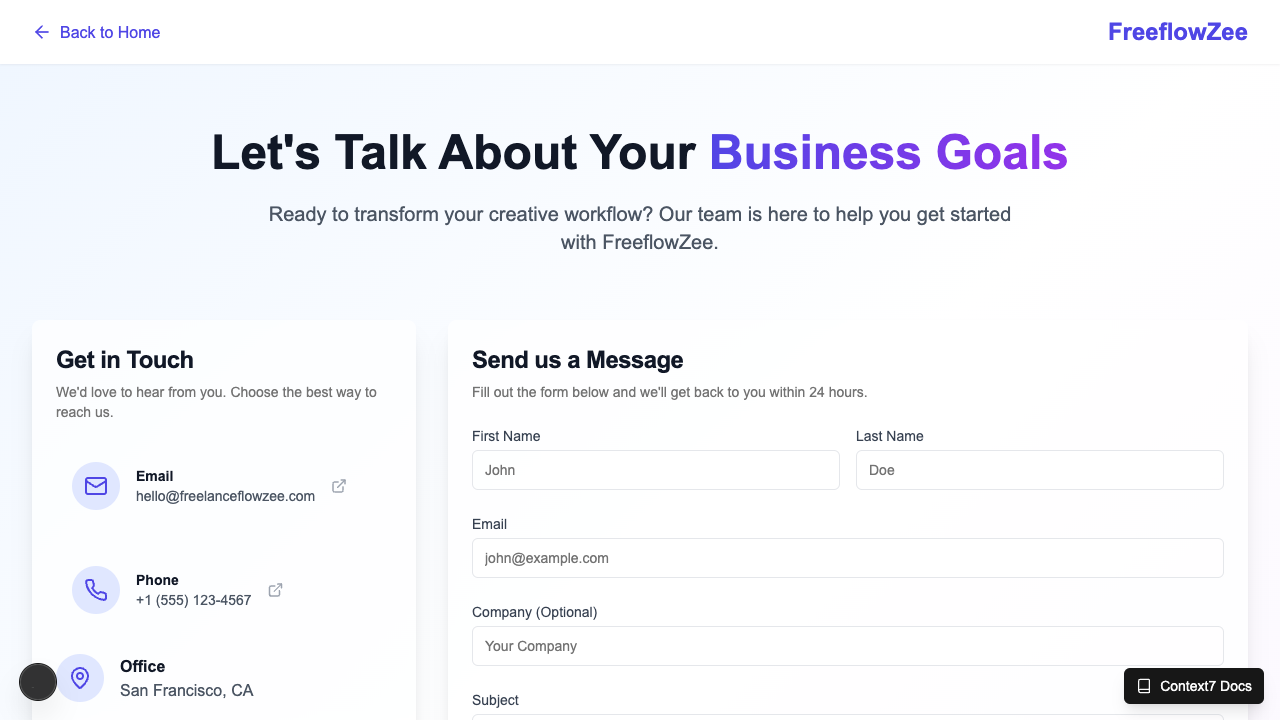 Back to Home
FreeflowZee
Let's Talk About Your Business Goals
Ready to transform your creative workflow? Our team is here to help you get started
with FreeflowZee.
Get in Touch
We'd love to hear from you. Choose the best way to
reach us.
Email
hello@freelanceflowzee.com
Phone
+1 (555) 123-4567
Office
San Francisco, CA
Send us a Message
Fill out the form below and we'll get back to you within 24 hours.
First Name
Last Name
John
Doe
Email
john@example.com
Company (Optional)
Your Company
Subject
Context7 Docs